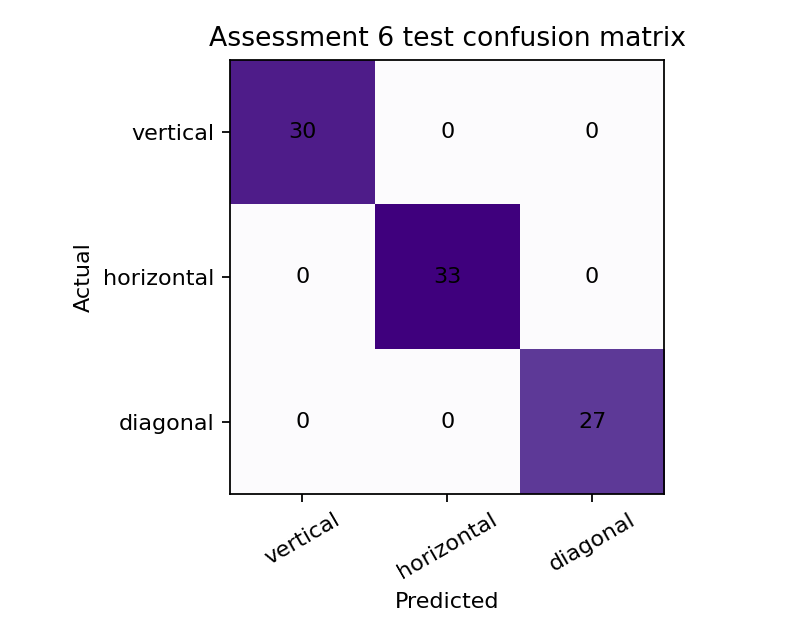 Assessment 6 test confusion matrix
vertical 30 0 0
Actual
horizontal 0 33 0
diagonal 0 0 27
vertical horizontal diagonal
Predicted